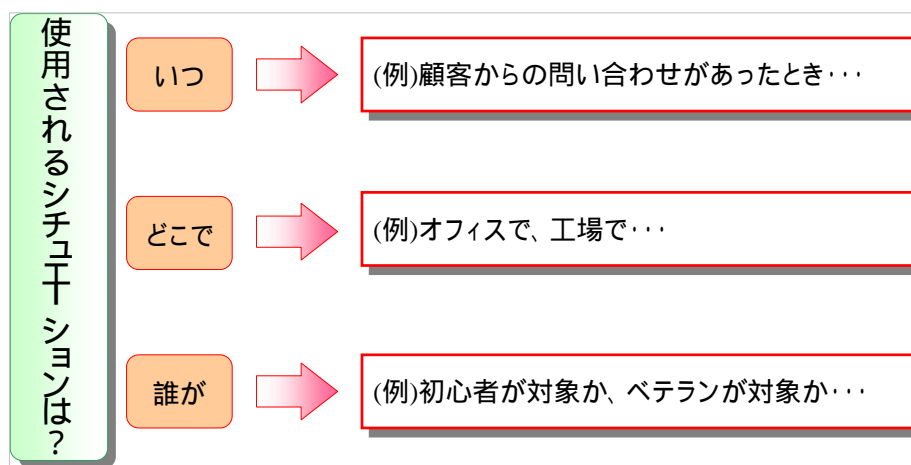 使用されるシチュエーションは?
いつ
(例)顧客からの問い合わせがあったとき・・・
どこで
(例)オフィスで、工場で・・・
誰が
(例)初心者が対象か、ベテランが対象か・・・